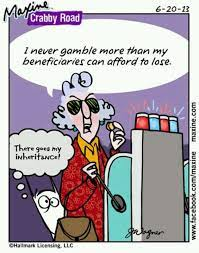 Maxine
Crabby Road
6-20-13
I never gamble more than my
beneficiaries can afford to lose.
There goes my
inheritance!
www.facebook.com/maxine maxine.com
JWagner
©Hallmark Licensing, LLC